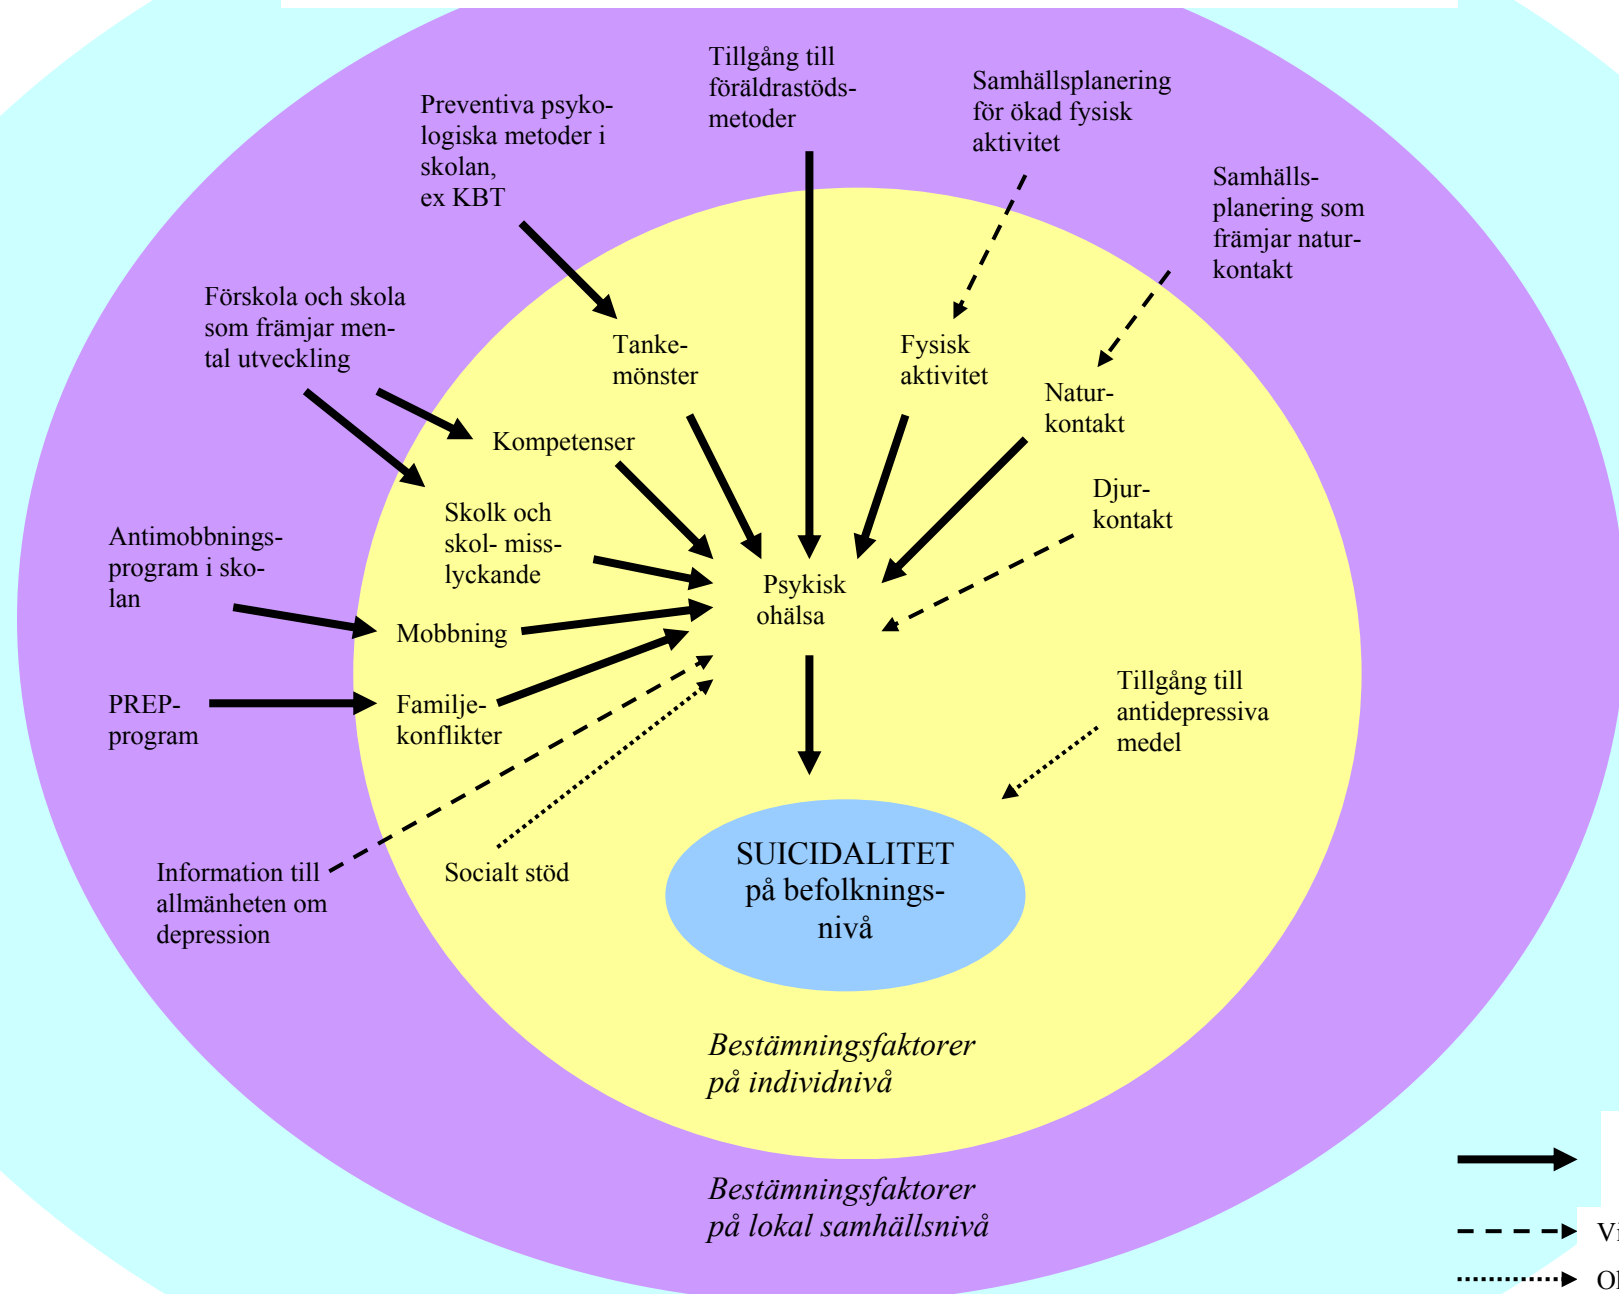 Tillgång till
föräldrastöds-
metoder
Samhällsplanering
för ökad fysisk
aktivitet
Preventiva psyko-
logiska metoder i
skolan,
ex KBT
Samhälls-
planering som
främjar natur-
kontakt
Förskola och skola
som främjar men-
tal utveckling
Tanke-
mönster
Fysisk
aktivitet
Natur-
kontakt
Kompetenser
Djur-
kontakt
Skolk och
skol- miss-
lyckande
Antimobbnings-
program i sko-
lan
Psykisk
ohälsa
Mobbning
PREP-
program
Familje-
konflikter
Tillgång till
antidepressiva
medel
Information till
allmänheten om
depression
Socialt stöd
SUICIDALITET
på befolknings-
nivå
Bestämningsfaktorer
på individnivå
Bestämningsfaktorer
på lokal samhällsnivå